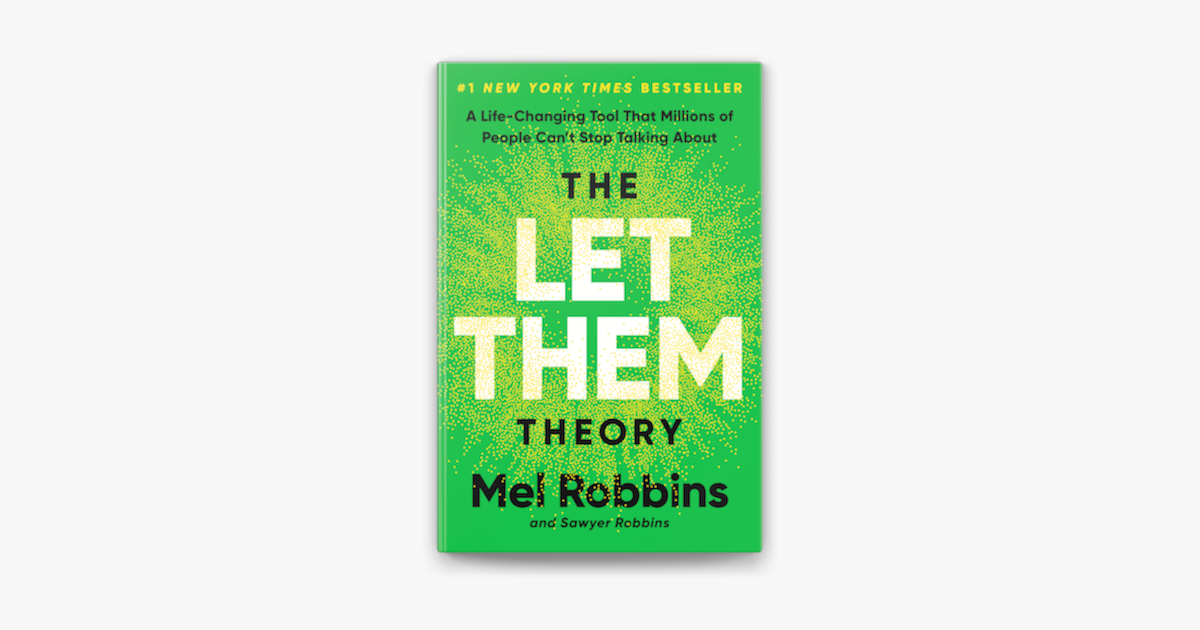 #1 NEW YORK TIMES BESTSELLER
A Life-Changing Tool That Millions of
People Can't Stop Talking About
THE
LET
THEM
THEORY
Mel Robbins
and Sawyer Robbins